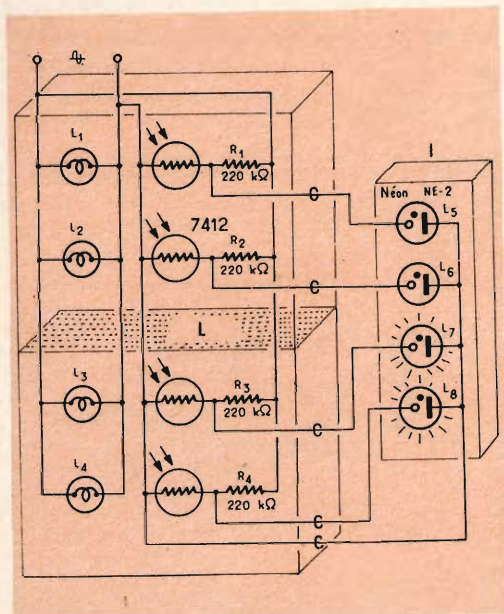 L1
R1
220 kΩ
I
Néon NE-2
L5
7412
L2
R2
220 kΩ
L6
L
L7
L3
R3
220 kΩ
L8
L4
R4
220 kΩ